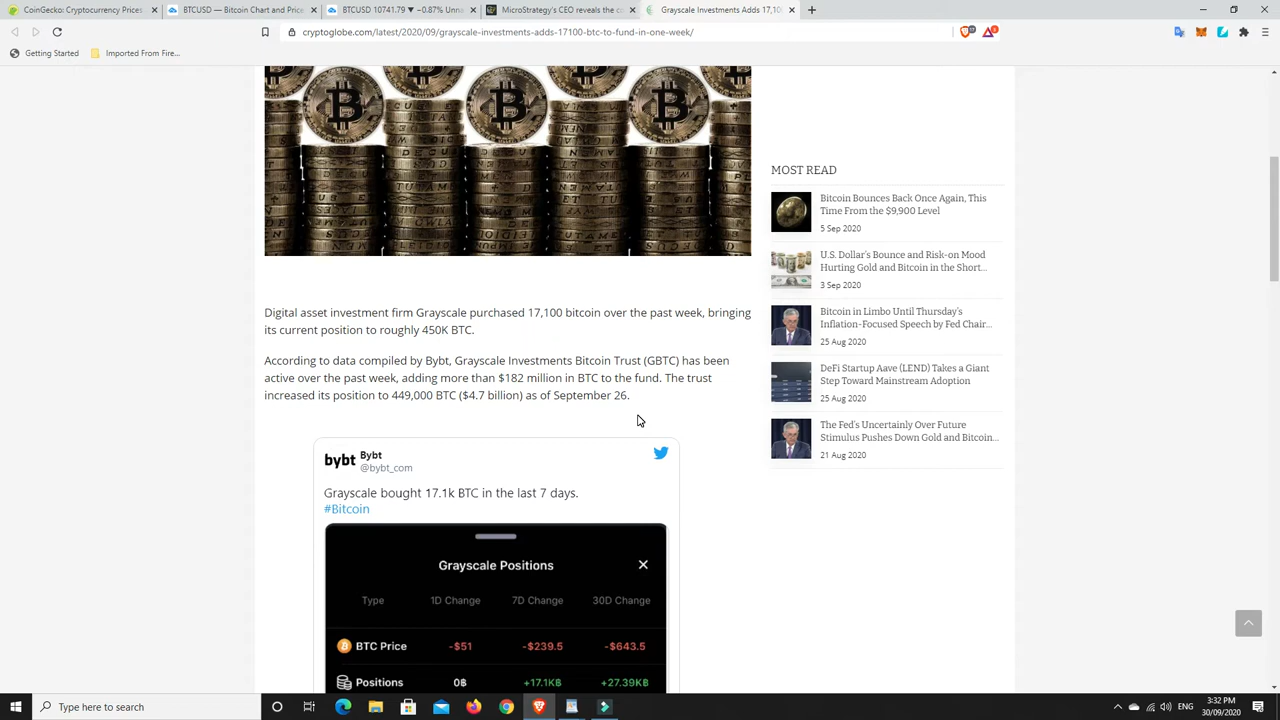 CoinGecko: Cryptocurrency Prices
BTCUSD — Bitcoin Chart and Price
BTCUSD 10741.79 −0.87% Unna
MicroStrategy's CEO reveals the c
Grayscale Investments Adds 17,10
cryptoglobe.com/latest/2020/09/grayscale-investments-adds-17100-btc-to-fund-in-one-week/
Getting Started
Imported From Fire...
MOST READ
Bitcoin Bounces Back Once Again, This
Time From the $9,900 Level
5 Sep 2020
U.S. Dollar's Bounce and Risk-on Mood
Hurting Gold and Bitcoin in the Short...
3 Sep 2020
Bitcoin in Limbo Until Thursday's
Inflation-Focused Speech by Fed Chair...
25 Aug 2020
DeFi Startup Aave (LEND) Takes a Giant
Step Toward Mainstream Adoption
25 Aug 2020
The Fed's Uncertainly Over Future
Stimulus Pushes Down Gold and Bitcoin...
21 Aug 2020
Digital asset investment firm Grayscale purchased 17,100 bitcoin over the past week, bringing
its current position to roughly 450K BTC.
According to data compiled by Bybt, Grayscale Investments Bitcoin Trust (GBTC) has been
active over the past week, adding more than $182 million in BTC to the fund. The trust
increased its position to 449,000 BTC ($4.7 billion) as of September 26.
bybt
Bybt
@bybt_com
Grayscale bought 17.1k BTC in the last 7 days.
#Bitcoin
Grayscale Positions
Type 1D Change 7D Change 30D Change
BTC Price -$51 -$239.5 -$643.5
Positions 0฿ +17.1K฿ +27.39K฿
Type here to search
ENG
3:32 PM
30/09/2020